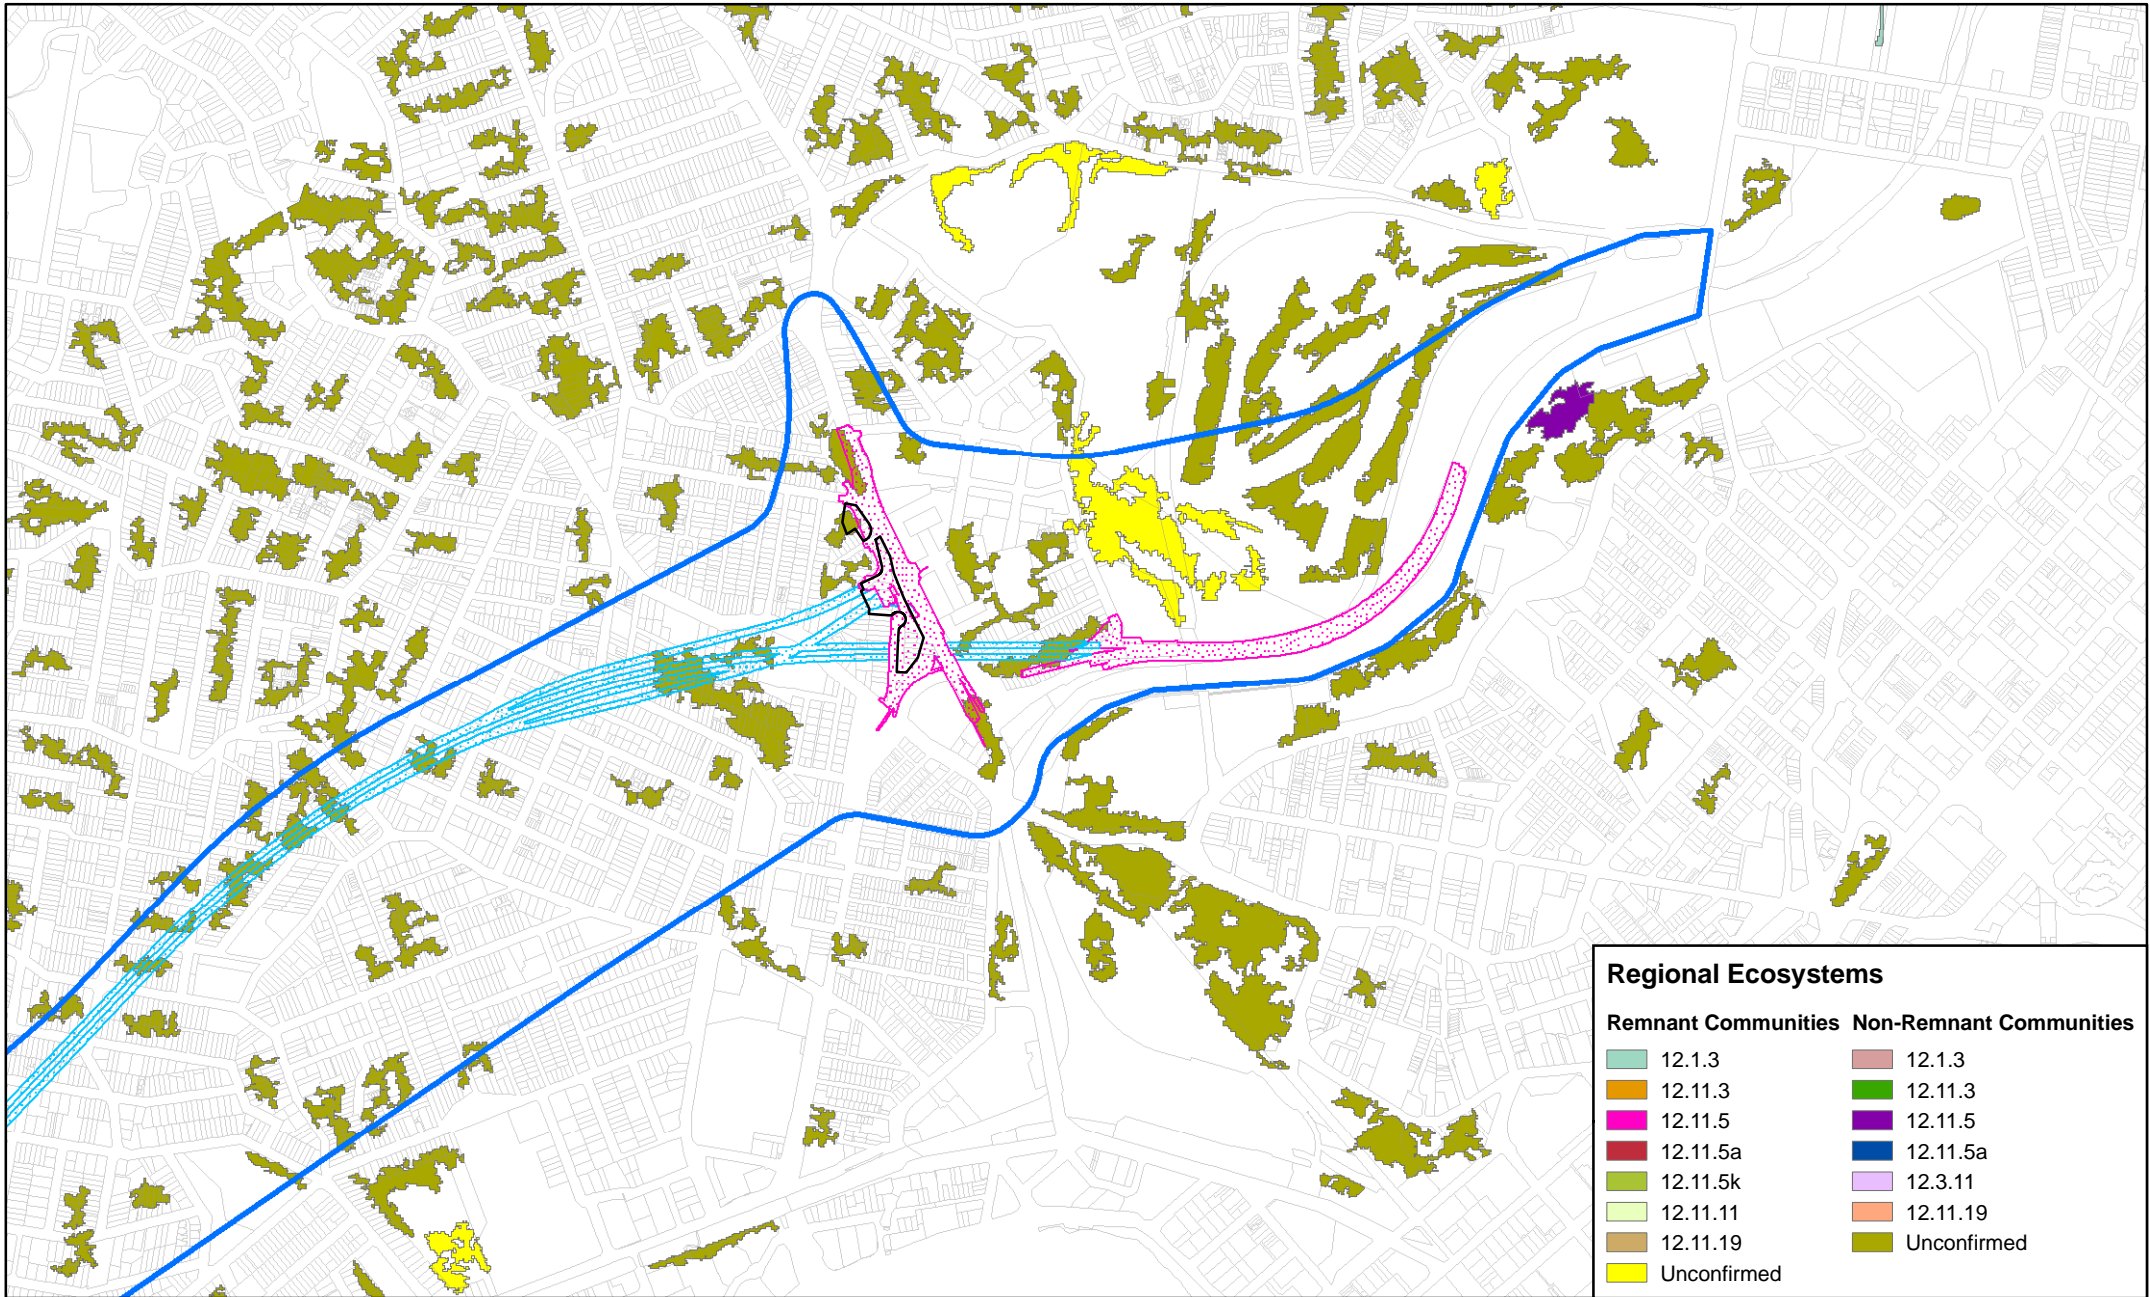 Regional Ecosystems
Remnant Communities Non-Remnant Communities
12.1.3 12.1.3
12.11.3 12.11.3
12.11.5 12.11.5
12.11.5a 12.11.5a
12.11.5k 12.3.11
12.11.11 12.11.19
12.11.19 Unconfirmed
Unconfirmed